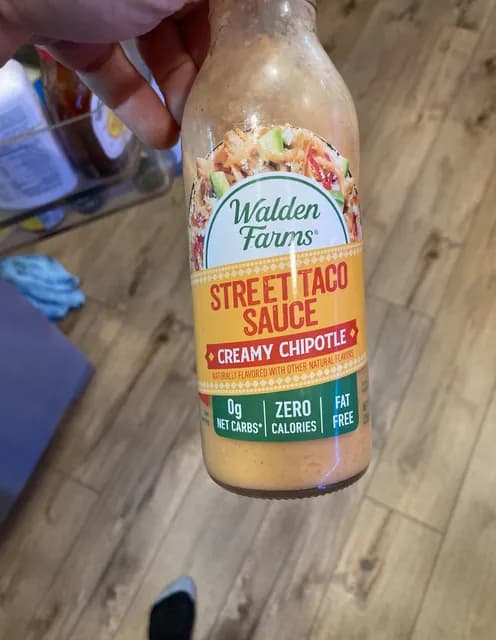 Walden
Farms®
STREET TACO
SAUCE
CREAMY CHIPOTLE
NATURALLY FLAVORED WITH OTHER NATURAL FLAVORS
0g
NET CARBS*
ZERO
CALORIES
FAT
FREE